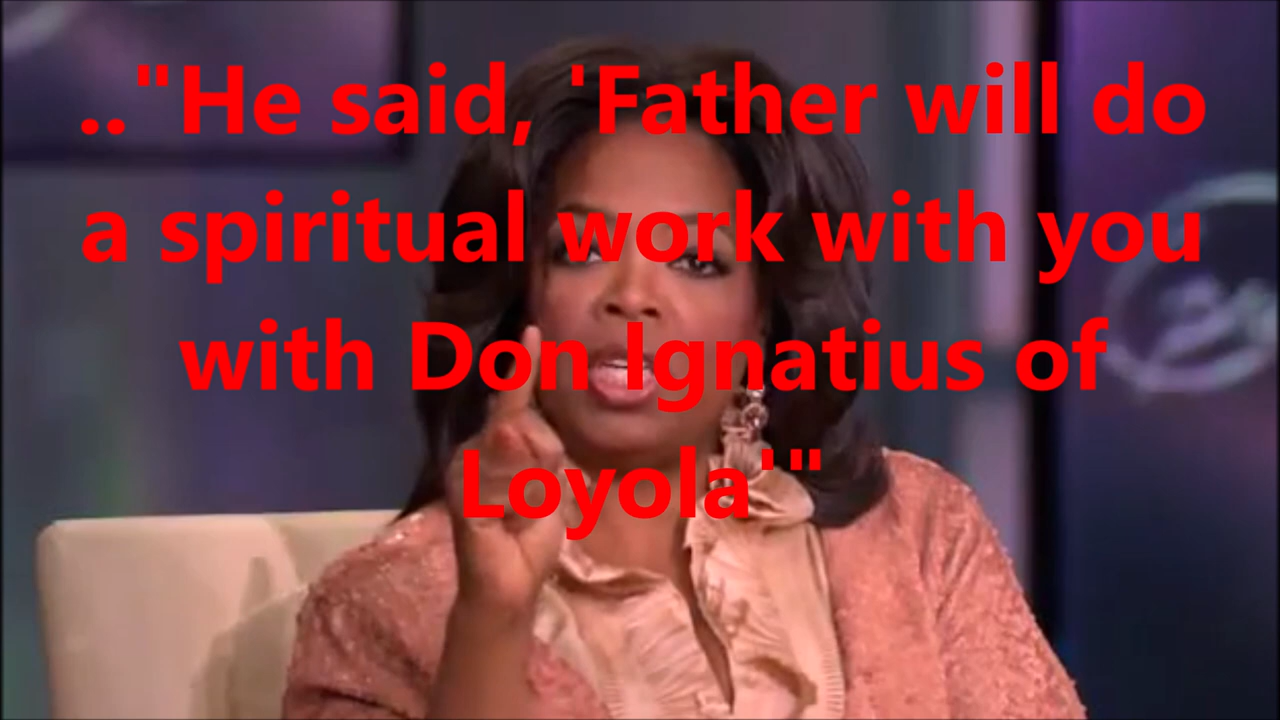 .."He said, 'Father will do
a spiritual work with you
with Don Ignatius of
Loyola'"